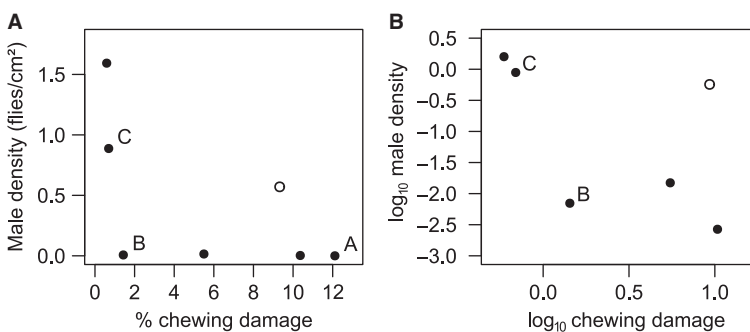 A
Male density (flies/cm²)
1.5
1.0
0.5
0.0
C
B
A
0 2 4 6 8 10 12
% chewing damage
B
log₁₀ male density
0.5
0.0
−0.5
−1.0
−1.5
−2.0
−2.5
−3.0
C
B
0.0 0.5 1.0
log₁₀ chewing damage